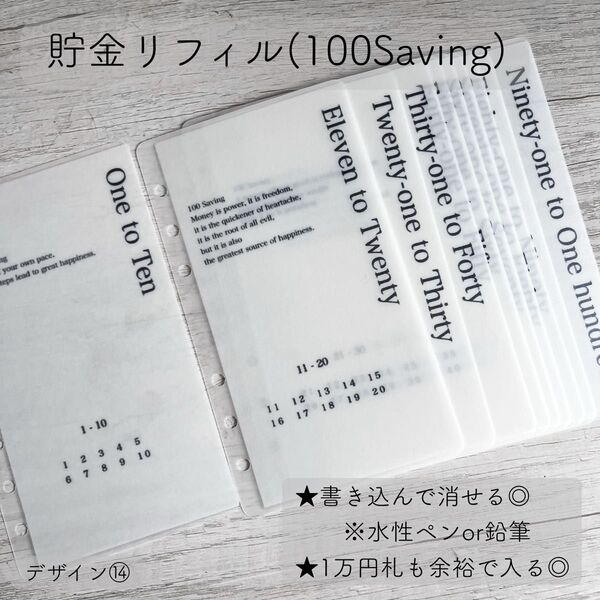 貯金リフィル(100Saving)
One to Ten
your own pace.
lead to great happiness.
1 - 10
1 2 3 4 5
6 7 8 9 10
Eleven to Twenty
100 Saving
Money is power, it is freedom,
it is the quickener of heartache,
it is the root of all evil,
but it is also
the greatest source of happiness.
11 - 20
11 12 13 14 15
16 17 18 19 20
Twenty-one to Thirty
Thirty-one to Forty
Ninety-one to One hundre
★書き込んで消せる◎
※水性ペンor鉛筆
★1万円札も余裕で入る◎
デザイン⑭